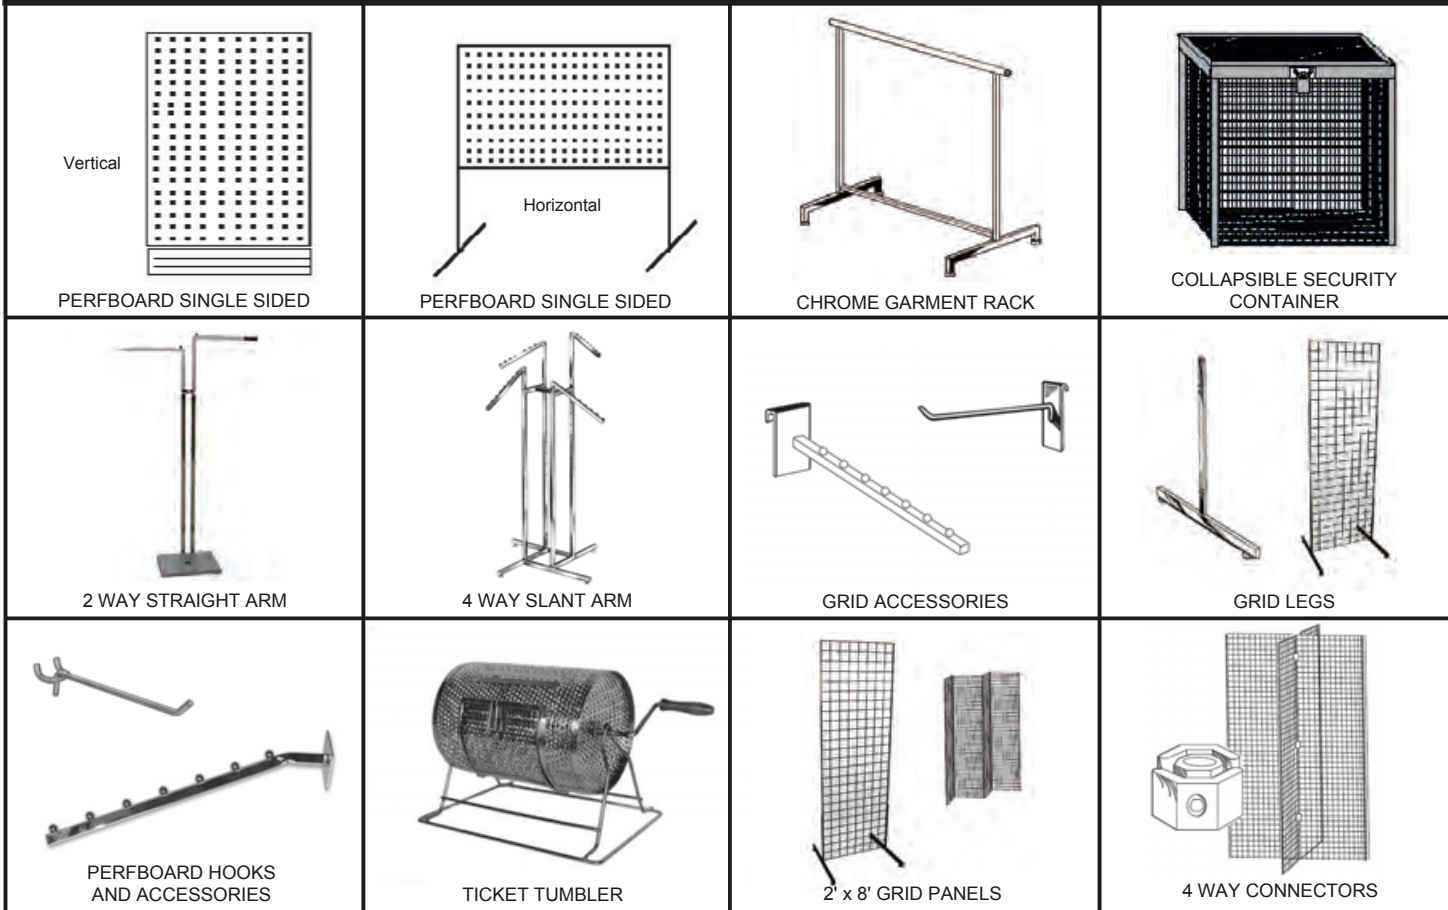 Vertical
PERFBOARD SINGLE SIDED
Horizontal
PERFBOARD SINGLE SIDED
CHROME GARMENT RACK
COLLAPSIBLE SECURITY
CONTAINER
2 WAY STRAIGHT ARM
4 WAY SLANT ARM
GRID ACCESSORIES
GRID LEGS
PERFBOARD HOOKS
AND ACCESSORIES
TICKET TUMBLER
2' x 8' GRID PANELS
4 WAY CONNECTORS